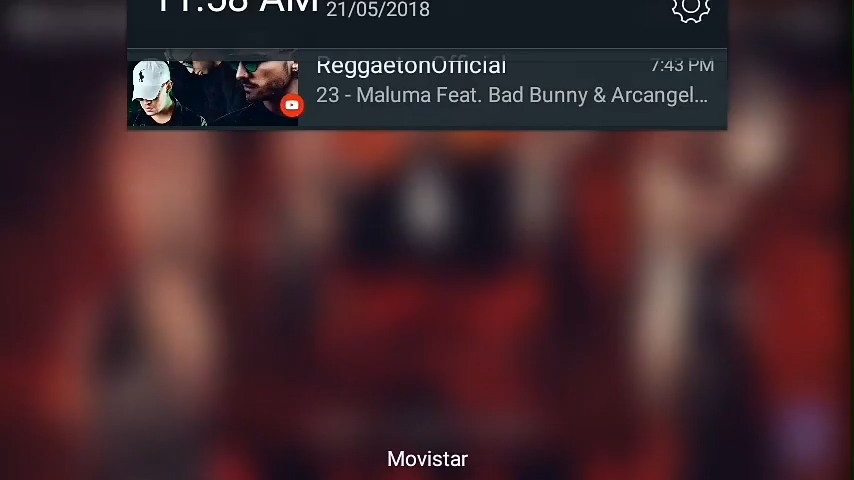 11:58 AM 21/05/2018
ReggaetonOfficial
7:43 PM
23 - Maluma Feat. Bad Bunny & Arcangel...
Movistar